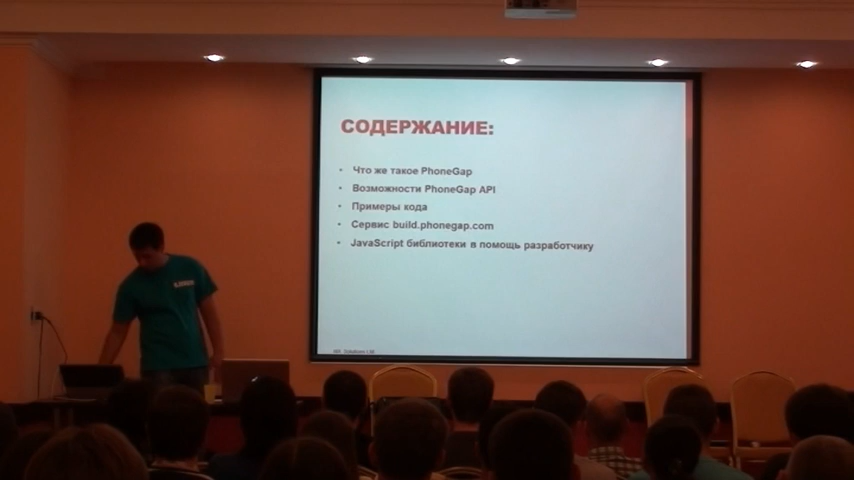 СОДЕРЖАНИЕ:
• Что же такое PhoneGap
• Возможности PhoneGap API
• Примеры кода
• Сервис build.phonegap.com
• JavaScript библиотеки в помощь разработчику